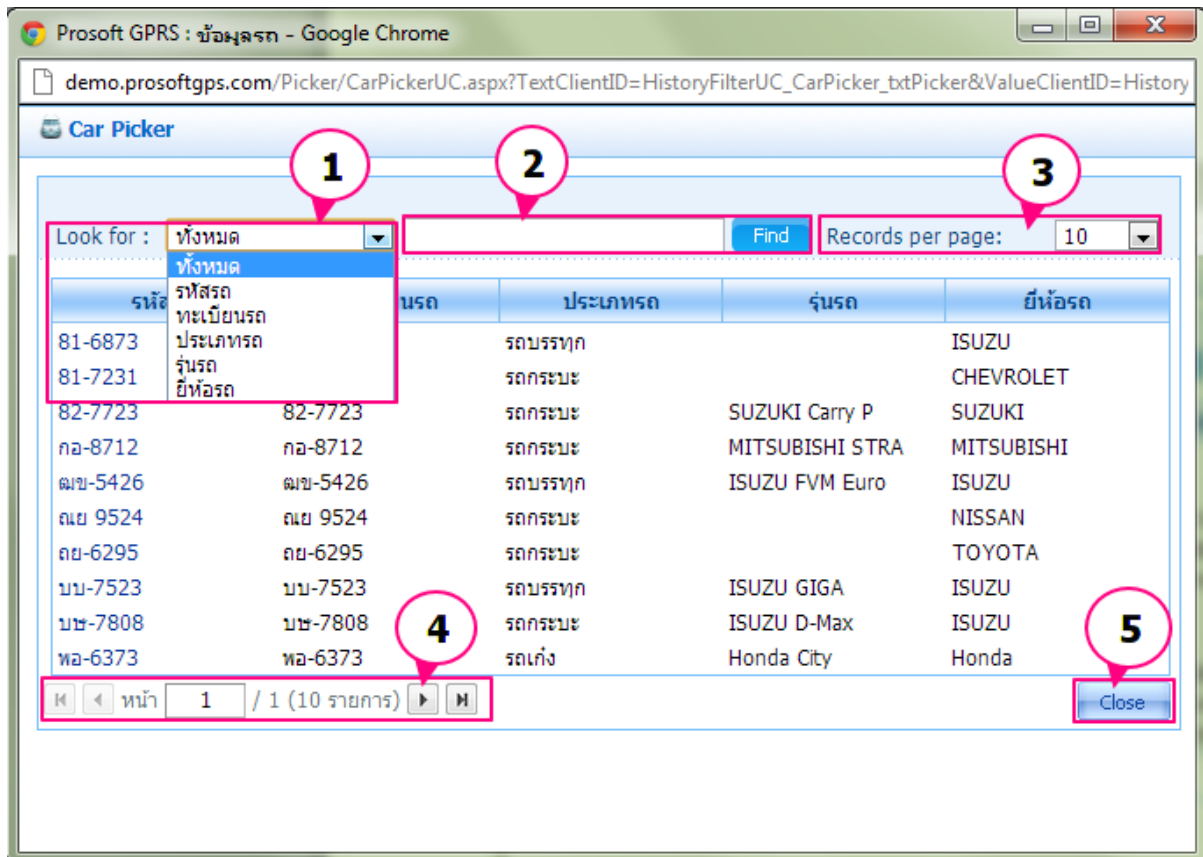 Prosoft GPRS : ข้อมูลรถ - Google Chrome
demo.prosoftgps.com/Picker/CarPickerUC.aspx?TextClientID=HistoryFilterUC_CarPicker_txtPicker&ValueClientID=History
Car Picker
1 2 3
Look for : ทั้งหมด Find Records per page: 10
ทั้งหมด
รหัสรถ
ทะเบียนรถ
ประเภทรถ
รุ่นรถ
ยี่ห้อรถ
ประเภทรถ รุ่นรถ ยี่ห้อรถ
81-6873 รถบรรทุก ISUZU
81-7231 รถกระบะ CHEVROLET
82-7723 82-7723 รถกระบะ SUZUKI Carry P SUZUKI
กอ-8712 กอ-8712 รถกระบะ MITSUBISHI STRA MITSUBISHI
ฒข-5426 ฒข-5426 รถบรรทุก ISUZU FVM Euro ISUZU
ณย 9524 ณย 9524 รถกระบะ NISSAN
ถย-6295 ถย-6295 รถกระบะ TOYOTA
บบ-7523 บบ-7523 รถบรรทุก ISUZU GIGA ISUZU
บษ-7808 บษ-7808 รถกระบะ ISUZU D-Max ISUZU
พอ-6373 พอ-6373 รถเก๋ง Honda City Honda
4 5
หน้า 1 / 1 (10 รายการ) Close